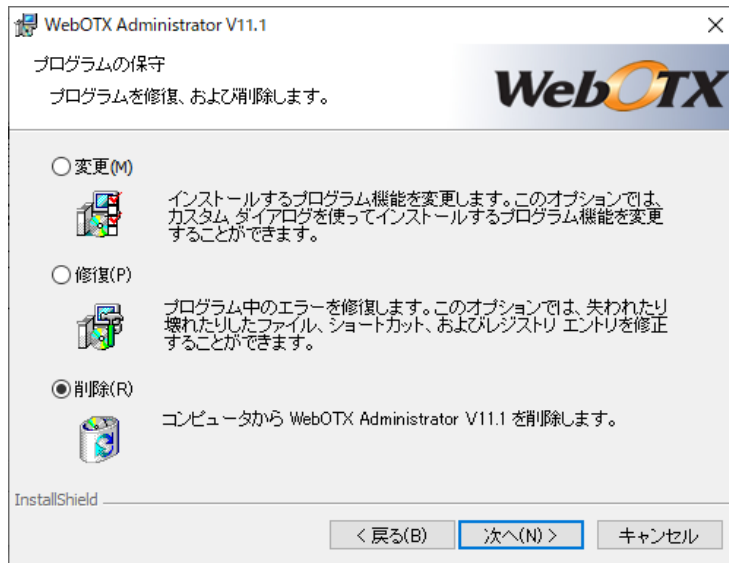 WebOTX Administrator V11.1
プログラムの保守
プログラムを修復、および削除します。
WebOTX
変更(M)
インストールするプログラム機能を変更します。このオプションでは、
カスタム ダイアログを使ってインストールするプログラム機能を変更
することができます。
修復(P)
プログラム中のエラーを修復します。このオプションでは、失われたり
壊れたりしたファイル、ショートカット、およびレジストリ エントリを修正
することができます。
削除(R)
コンピュータから WebOTX Administrator V11.1 を削除します。
InstallShield
< 戻る(B)
次へ(N) >
キャンセル